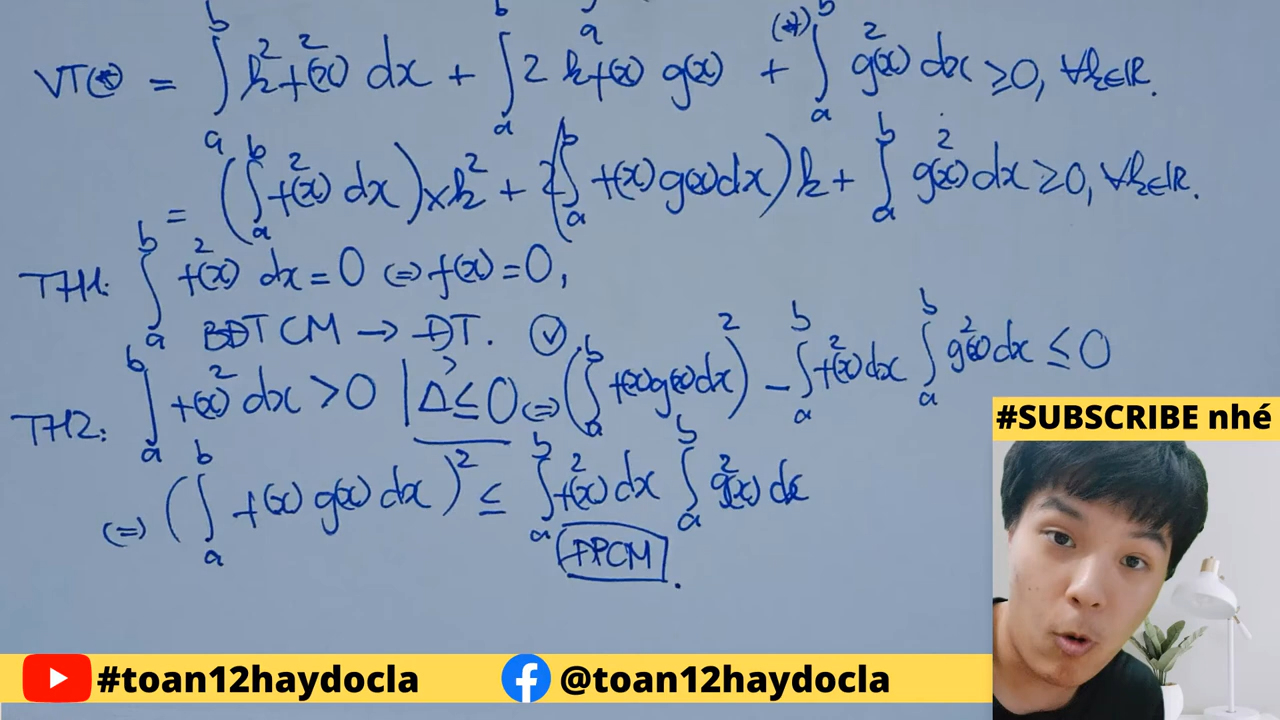 VT(*) = ∫_a^b k²f²(x) dx + ∫_a^b 2 k f(x) g(x) + ∫_a^b g²(x) dx ≥ 0, ∀k∈ℝ.
(*)
= (∫_a^b f²(x) dx) × k² + 2(∫_a^b f(x) g(x) dx) k + ∫_a^b g²(x) dx ≥ 0, ∀k∈ℝ.
TH1: ∫_a^b f²(x) dx = 0 (=) f(x) = 0,
BĐT CM → ĐT. ✓
TH2: ∫_a^b f²(x) dx > 0 | Δ' ≤ 0 (=) (∫_a^b f(x)g(x)dx)² − ∫_a^b f²(x)dx ∫_a^b g²(x)dx ≤ 0
(=) (∫_a^b f(x) g(x) dx)² ≤ ∫_a^b f²(x) dx ∫_a^b g²(x) dx
ĐPCM.
#SUBSCRIBE nhé
#toan12haydocla
@toan12haydocla